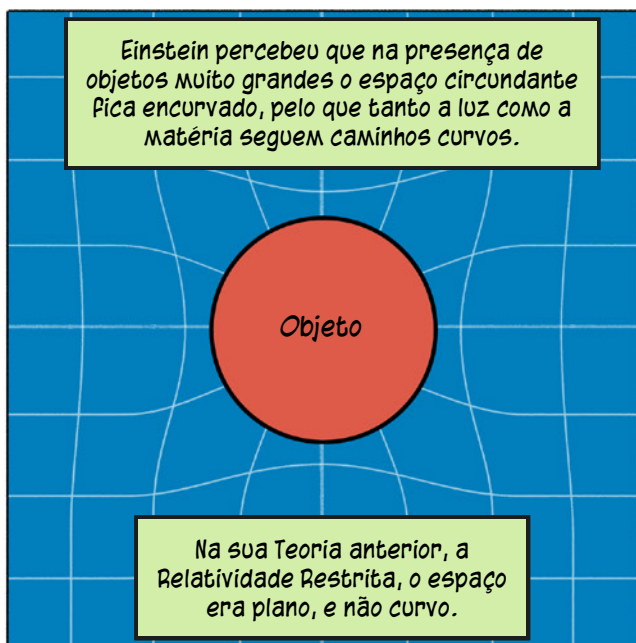 Einstein percebeu que na presença de
objetos muito grandes o espaço circundante
fica encurvado, pelo que tanto a luz como a
matéria seguem caminhos curvos.
Objeto
Na sua Teoria anterior, a
Relatividade Restrita, o espaço
era plano, e não curvo.